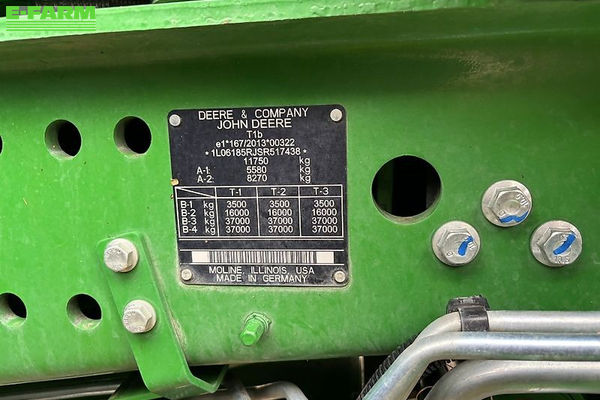 E-FARM
DEERE & COMPANY
JOHN DEERE
T1b
e1*167/2013*00322
* 1L06185RJSR517438 *
11750 kg
A-1: 5580 kg
A-2: 8270 kg
T-1 T-2 T-3
B-1 kg 3500 3500 3500
B-2 kg 16000 16000 16000
B-3 kg 37000 37000 37000
B-4 kg 37000 37000 37000
MOLINE, ILLINOIS, USA
MADE IN GERMANY